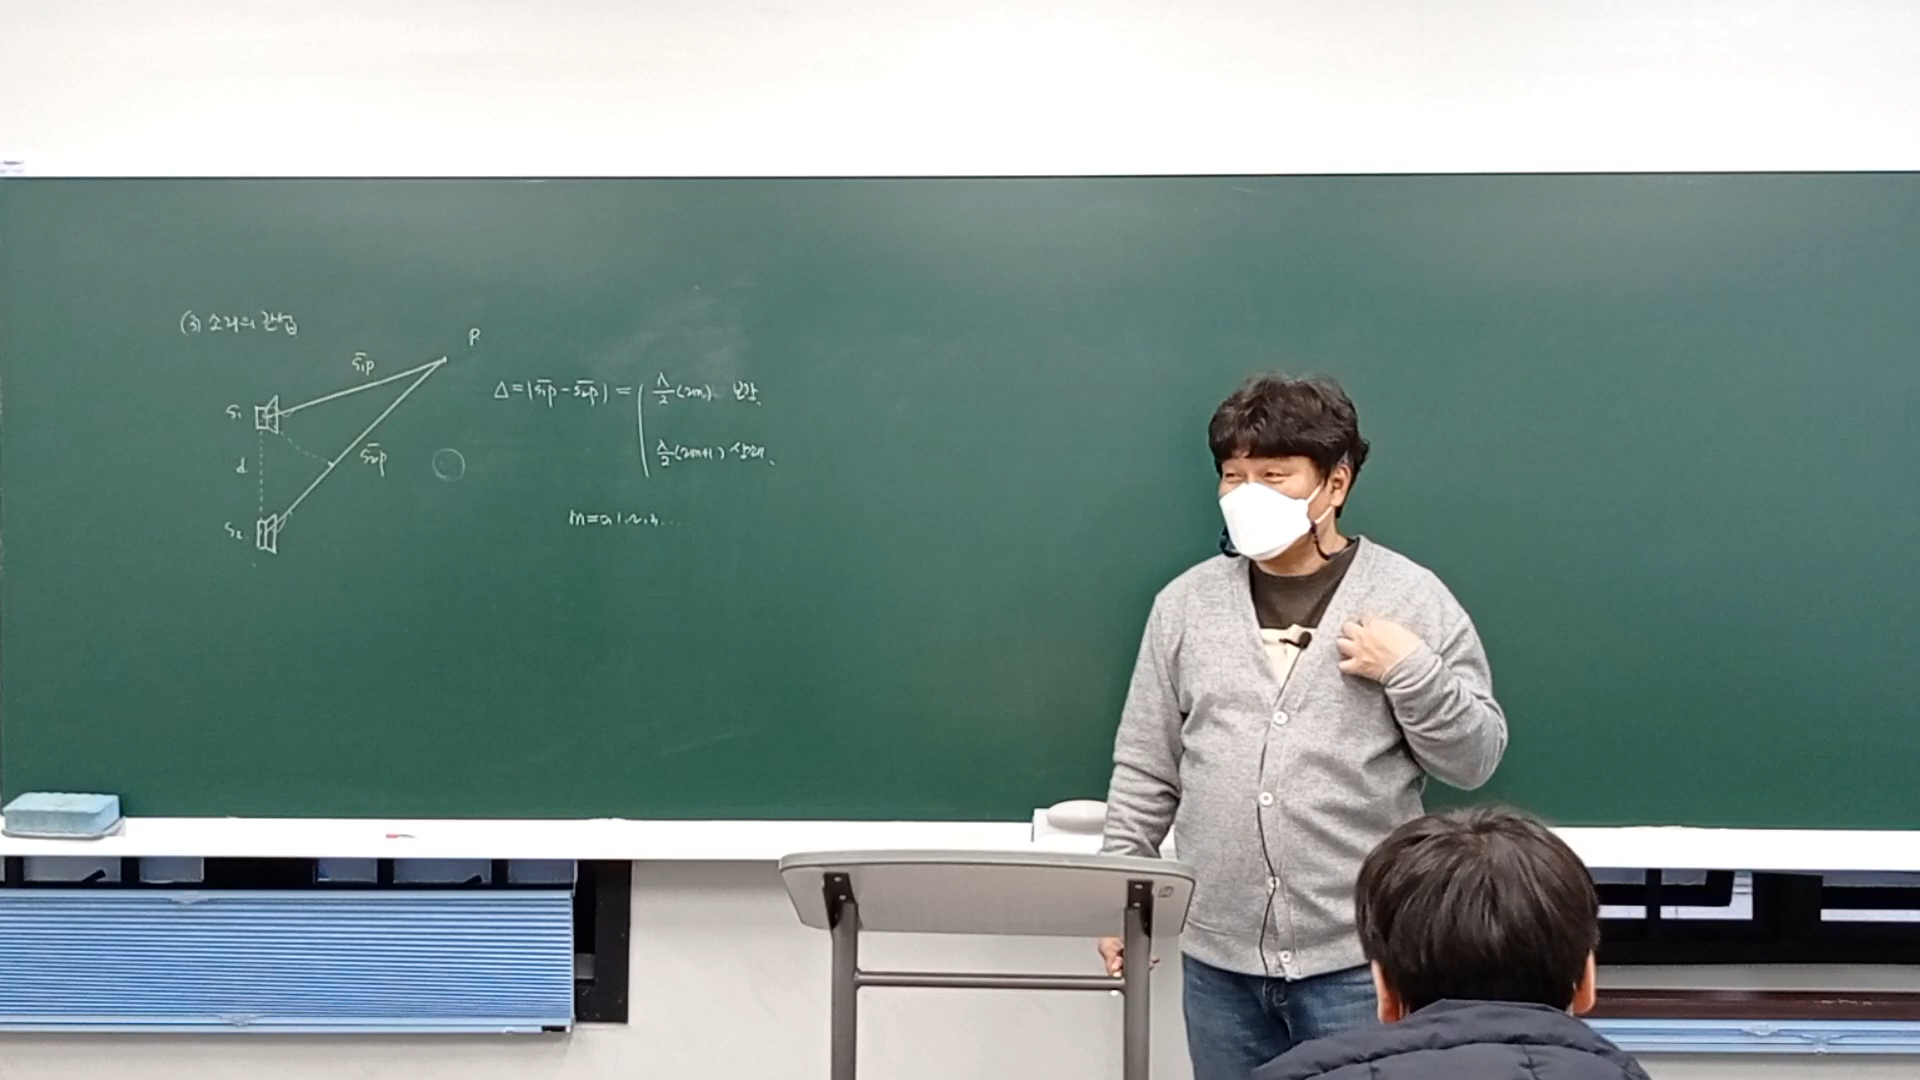 (3) 소리의 간섭
P
S₁P
S₁
d
S₂P
S₂
Δ = |S₁P - S₂P| = λ/2 (2m) 보강.
λ/2 (2m+1) 상쇄.
m = 0, 1, 2, 3, ...